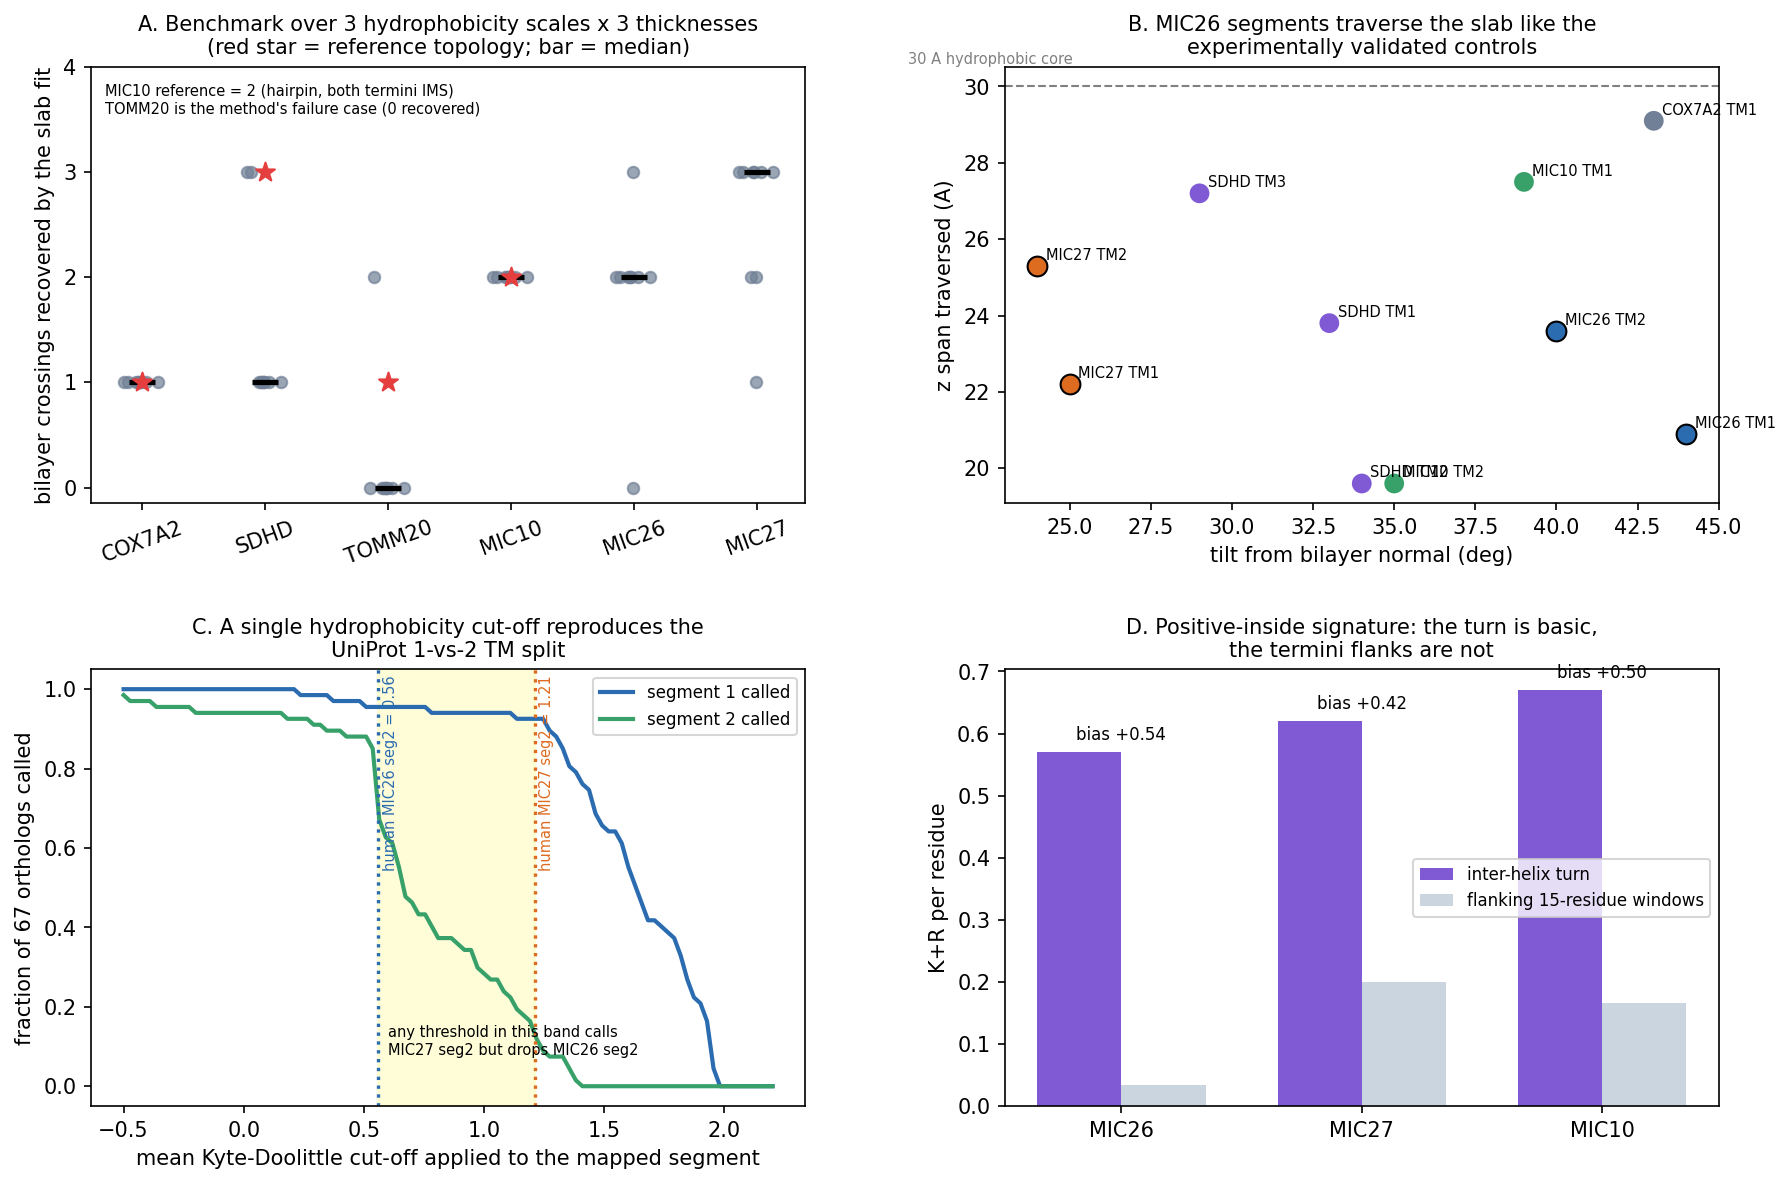 A. Benchmark over 3 hydrophobicity scales x 3 thicknesses
(red star = reference topology; bar = median)
bilayer crossings recovered by the slab fit
4
3
2
1
0
MIC10 reference = 2 (hairpin, both termini IMS)
TOMM20 is the method's failure case (0 recovered)
COX7A2
SDHD
TOMM20
MIC10
MIC26
MIC27
B. MIC26 segments traverse the slab like the
experimentally validated controls
30 A hydrophobic core
z span traversed (A)
30
28
26
24
22
20
COX7A2 TM1
MIC10 TM1
SDHD TM3
MIC27 TM2
SDHD TM1
MIC26 TM2
MIC27 TM1
MIC26 TM1
SDHD TM2
MIC10 TM2
25.0
27.5
30.0
32.5
35.0
37.5
40.0
42.5
45.0
tilt from bilayer normal (deg)
C. A single hydrophobicity cut-off reproduces the
UniProt 1-vs-2 TM split
fraction of 67 orthologs called
1.0
0.8
0.6
0.4
0.2
0.0
human MIC26 seg2 = 0.56
human MIC27 seg2 = 1.21
segment 1 called
segment 2 called
any threshold in this band calls
MIC27 seg2 but drops MIC26 seg2
−0.5
0.0
0.5
1.0
1.5
2.0
mean Kyte-Doolittle cut-off applied to the mapped segment
D. Positive-inside signature: the turn is basic,
the termini flanks are not
K+R per residue
0.7
0.6
0.5
0.4
0.3
0.2
0.1
0.0
bias +0.54
bias +0.42
bias +0.50
inter-helix turn
flanking 15-residue windows
MIC26
MIC27
MIC10